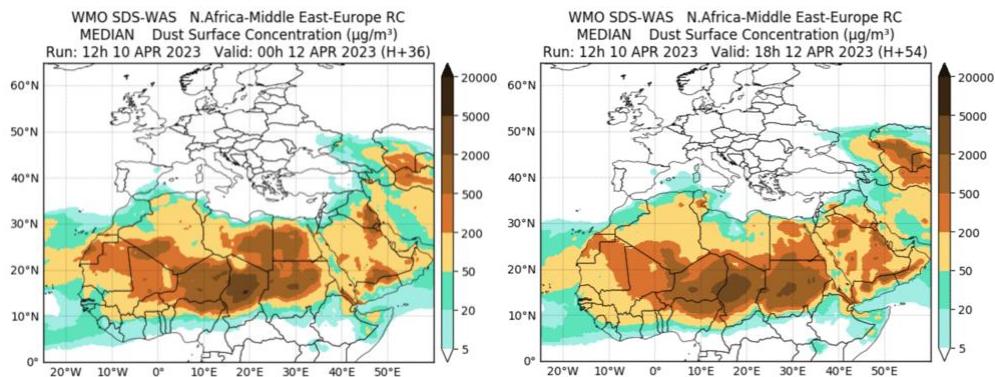 WMO SDS-WAS N.Africa-Middle East-Europe RC
MEDIAN Dust Surface Concentration (µg/m³)
Run: 12h 10 APR 2023 Valid: 00h 12 APR 2023 (H+36)
60°N
50°N
40°N
30°N
20°N
10°N
0°
20°W
10°W
0°
10°E
20°E
30°E
40°E
50°E
20000
5000
2000
500
200
50
20
5
WMO SDS-WAS N.Africa-Middle East-Europe RC
MEDIAN Dust Surface Concentration (µg/m³)
Run: 12h 10 APR 2023 Valid: 18h 12 APR 2023 (H+54)
60°N
50°N
40°N
30°N
20°N
10°N
0°
20°W
10°W
0°
10°E
20°E
30°E
40°E
50°E
20000
5000
2000
500
200
50
20
5